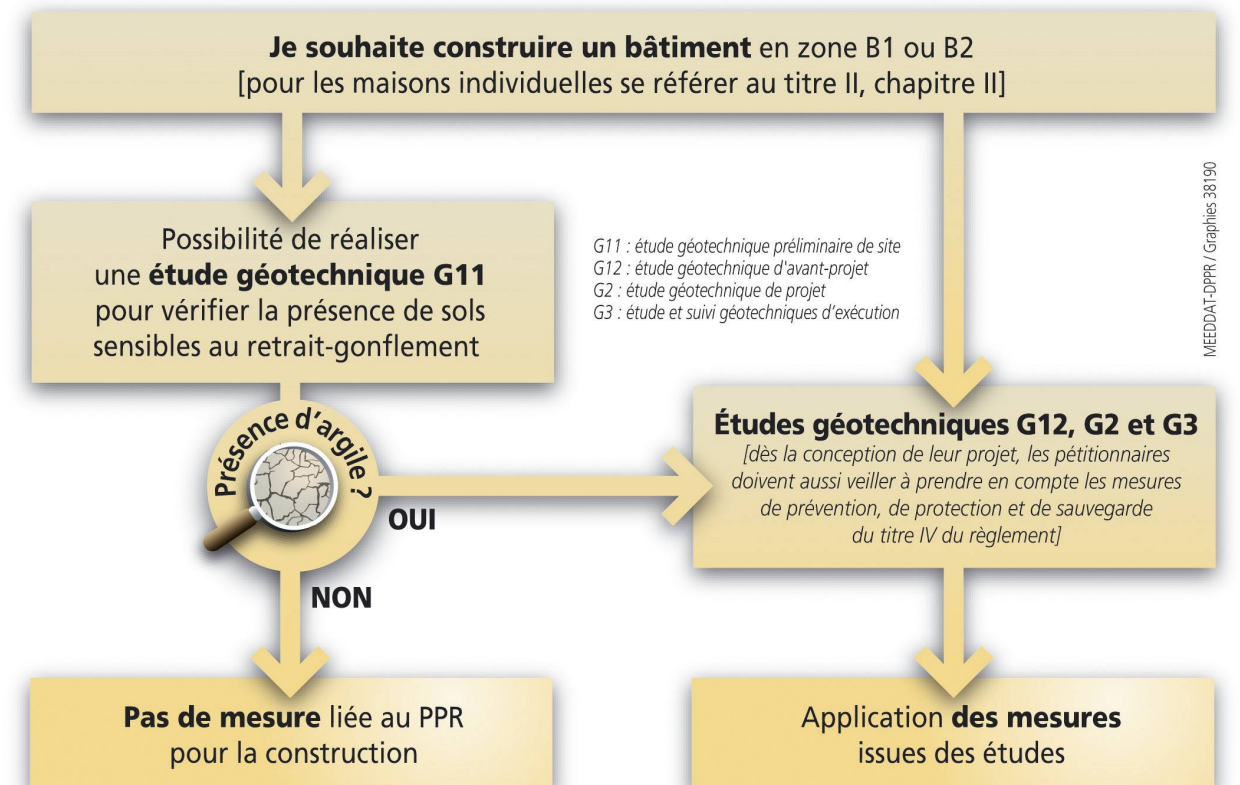 Je souhaite construire un bâtiment en zone B1 ou B2
[pour les maisons individuelles se référer au titre II, chapitre II]
Possibilité de réaliser
une étude géotechnique G11
pour vérifier la présence de sols
sensibles au retrait-gonflement
G11 : étude géotechnique préliminaire de site
G12 : étude géotechnique d'avant-projet
G2 : étude géotechnique de projet
G3 : étude et suivi géotechniques d'exécution
MEEDDAT-DPPR / Graphies 38190
Présence d'argile ?
OUI
NON
Études géotechniques G12, G2 et G3
[dès la conception de leur projet, les pétitionnaires
doivent aussi veiller à prendre en compte les mesures
de prévention, de protection et de sauvegarde
du titre IV du règlement]
Pas de mesure liée au PPR
pour la construction
Application des mesures
issues des études